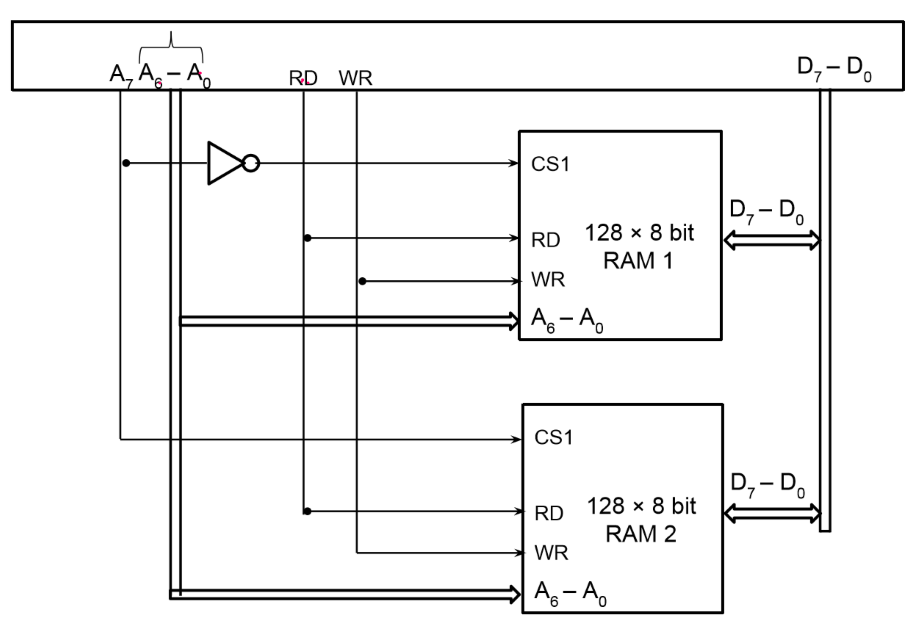 A₇ A₆ – A₀ RD WR D₇ – D₀
CS1
RD
WR
A₆ – A₀
128 × 8 bit
RAM 1
D₇ – D₀
CS1
RD
WR
A₆ – A₀
128 × 8 bit
RAM 2
D₇ – D₀